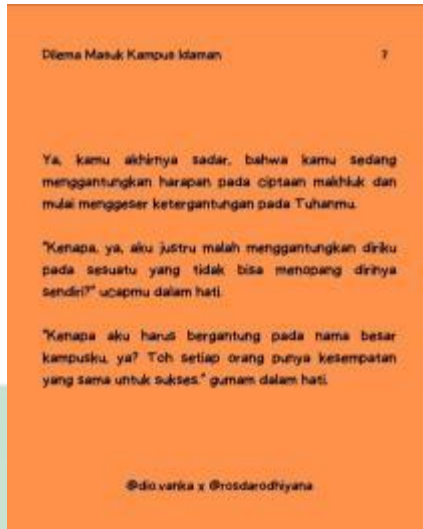 Dilema Masuk Kampus Idaman 7
Ya, kamu akhirnya sadar, bahwa kamu sedang
menggantungkan harapan pada ciptaan makhluk dan
mulai menggeser ketergantungan pada Tuhanmu.
"Kenapa, ya, aku justru malah menggantungkan diriku
pada sesuatu yang tidak bisa menopang dirinya
sendiri?" ucapmu dalam hati.
"Kenapa aku harus bergantung pada nama besar
kampusku, ya? Toh setiap orang punya kesempatan
yang sama untuk sukses." gumam dalam hati.
@dio.vanka x @rosdarodhiyana